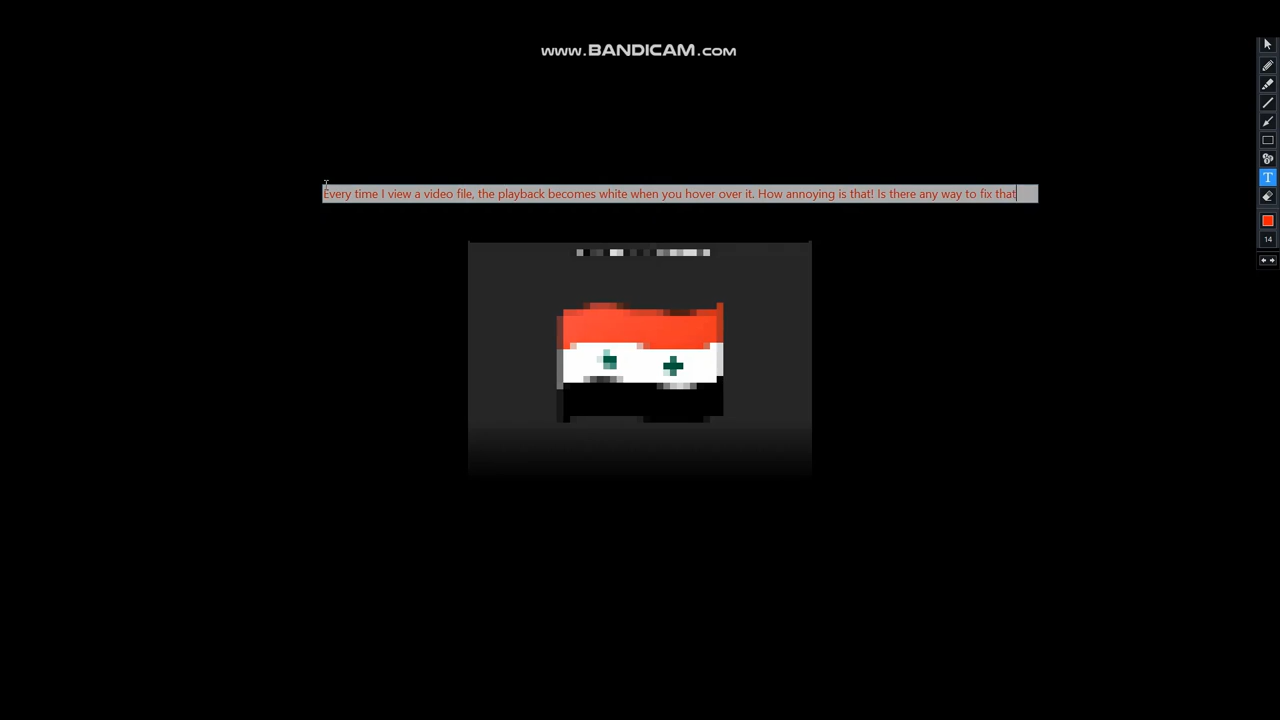 www.BANDICAM.com
Every time I view a video file, the playback becomes white when you hover over it. How annoying is that! Is there any way to fix that
T
14